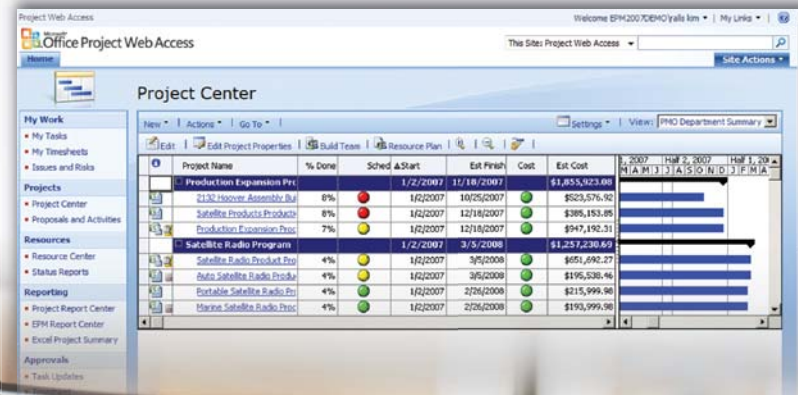 Project Web Access
Welcome EPM2007DEMO\ralis kim | My Links |
Microsoft
Office Project Web Access
This Site: Project Web Access
Home
Site Actions
Project Center
My Work
My Tasks
My Timesheets
Issues and Risks
Projects
Project Center
Proposals and Activities
Resources
Resource Center
Status Reports
Reporting
Project Report Center
EPM Report Center
Excel Project Summary
Approvals
Task Updates
New | Actions | Go To |
Settings | View: PMO Department Summary
Edit | Edit Project Properties | Build Team | Resource Plan
Project Name % Done Sched Start Est Finish Cost Est Cost
1, 2007 Half 2, 2007 Half 1, 20
M A M J J A S O N D J F M A
Production Expansion Pro 1/2/2007 12/18/2007 $1,855,923.08
2132 Hoover Assembly Bu 8% 1/2/2007 10/25/2007 $523,576.92
Satellite Products Producti 8% 1/2/2007 12/18/2007 $385,153.85
Production Expansion Proc 7% 1/2/2007 12/18/2007 $947,192.31
Satellite Radio Program 1/2/2007 3/5/2008 $1,257,230.69
Satellite Radio Product Pro 4% 1/2/2007 3/5/2008 $651,692.27
Auto Satellite Radio Produ 4% 1/2/2007 3/5/2008 $195,538.46
Portable Satellite Radio Pro 4% 1/2/2007 2/26/2008 $215,999.98
Marine Satellite Radio Proc 4% 1/2/2007 2/26/2008 $193,999.98